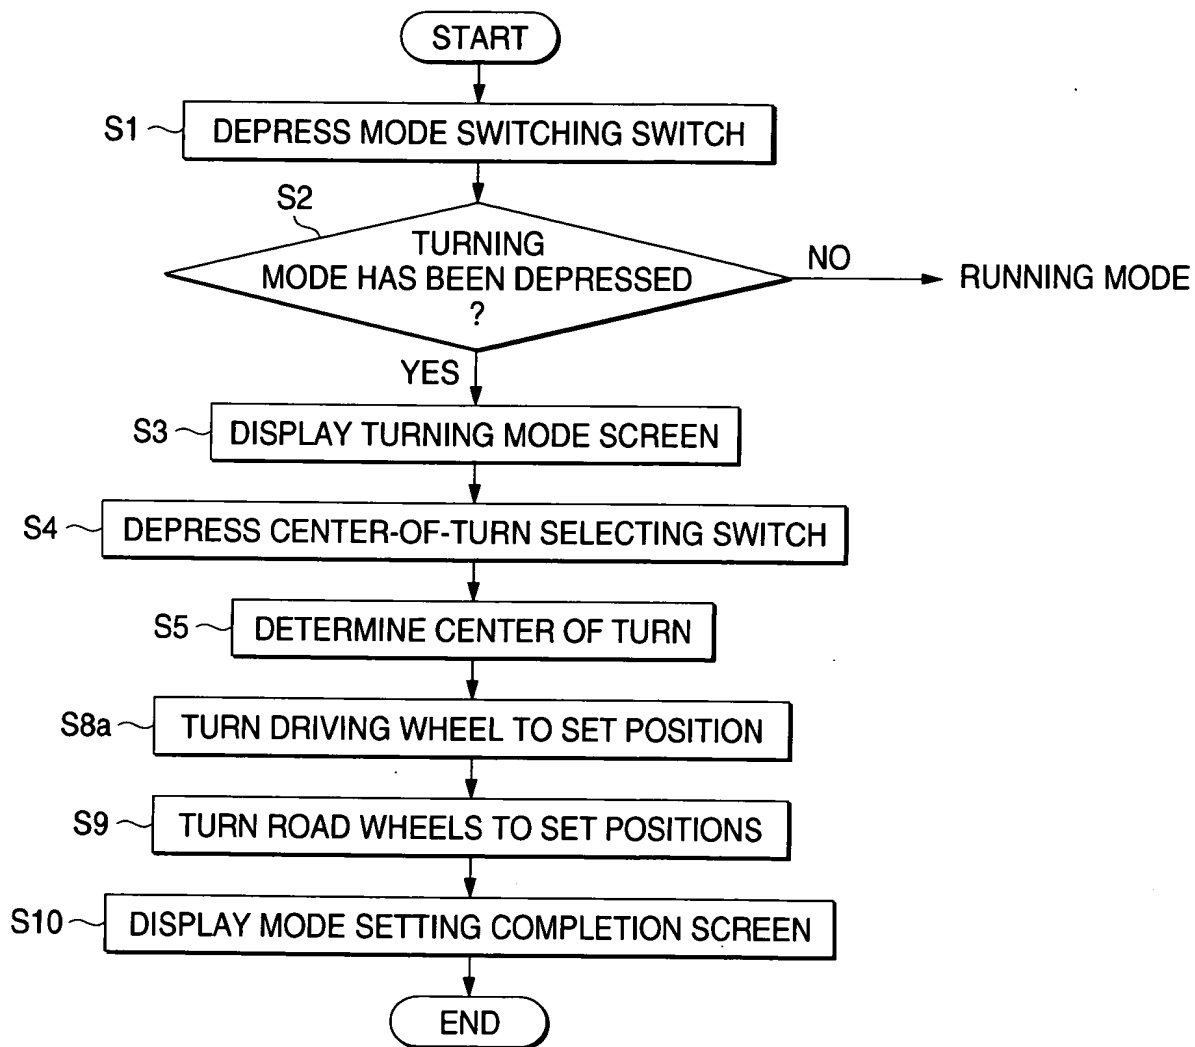 START
S1
DEPRESS MODE SWITCHING SWITCH
S2
TURNING
MODE HAS BEEN DEPRESSED
?
NO
RUNNING MODE
YES
S3
DISPLAY TURNING MODE SCREEN
S4
DEPRESS CENTER-OF-TURN SELECTING SWITCH
S5
DETERMINE CENTER OF TURN
S8a
TURN DRIVING WHEEL TO SET POSITION
S9
TURN ROAD WHEELS TO SET POSITIONS
S10
DISPLAY MODE SETTING COMPLETION SCREEN
END